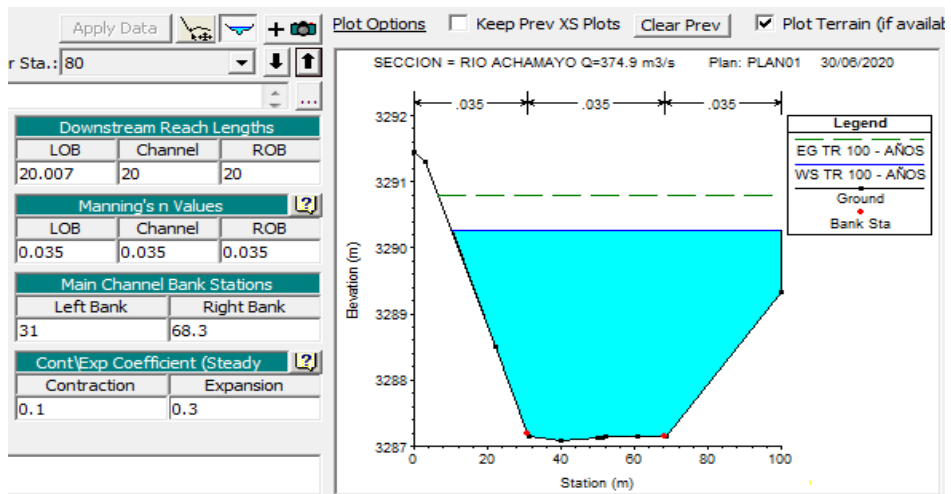 Apply Data
r Sta.: 80
...
Downstream Reach Lengths
LOB Channel ROB
20.007 20 20
Manning's n Values
LOB Channel ROB
0.035 0.035 0.035
Main Channel Bank Stations
Left Bank Right Bank
31 68.3
Cont\Exp Coefficient (Steady
Contraction Expansion
0.1 0.3
Plot Options Keep Prev XS Plots Clear Prev Plot Terrain (if availab
SECCION = RIO ACHAMAYO Q=374.9 m3/s Plan: PLAN01 30/06/2020
.035 .035 .035
3292
3291
3290
3289
3288
3287
Elevation (m)
0 20 40 60 80 100
Station (m)
Legend
EG TR 100 - AÑOS
WS TR 100 - AÑOS
Ground
Bank Sta